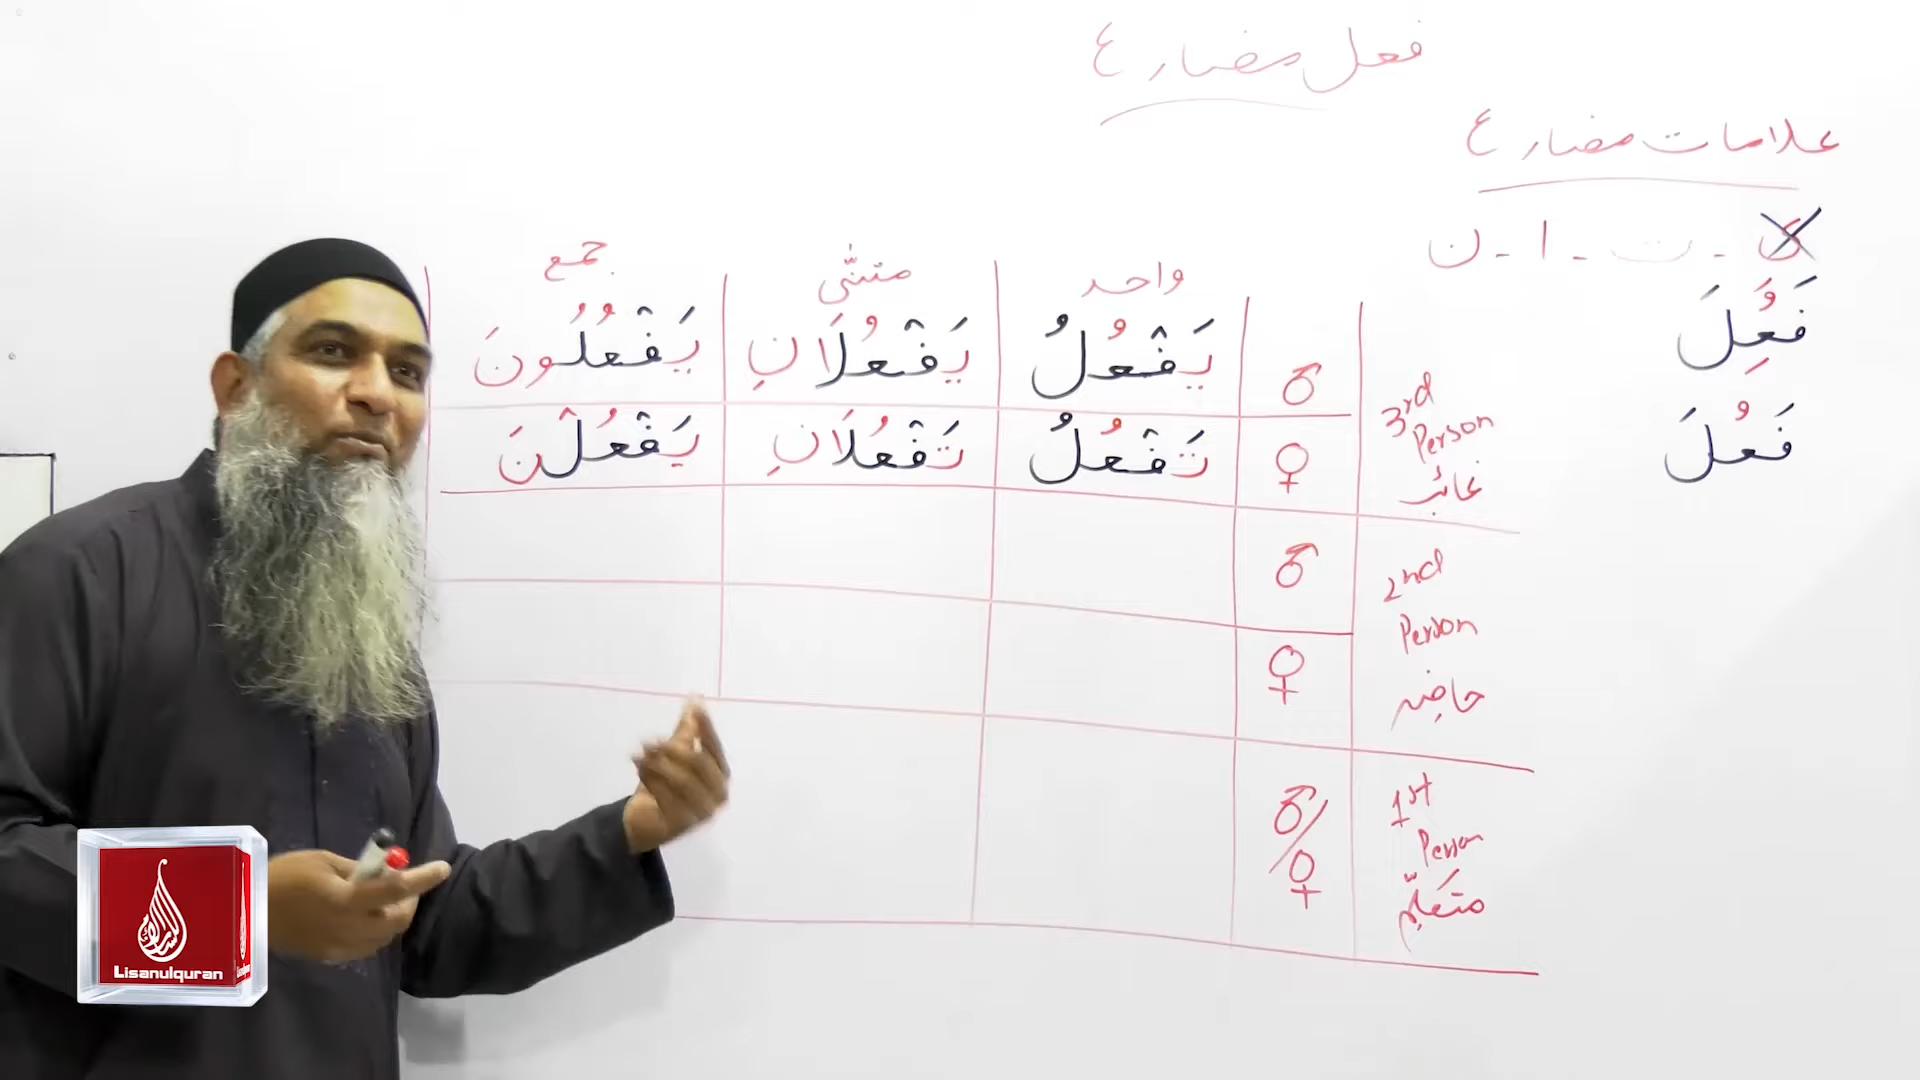 فعل مضارع
علامات مضارع
ی - ت - ا - ن
فَعُِلَ
فَعُلَ
واحد
مثنّٰی
جمع
3rd Person
غائب
♂ يَفْعُلُ يَفْعُلَانِ يَفْعُلُونَ
♀ تَفْعُلُ تَفْعُلَانِ يَفْعُلْنَ
2nd Person
حاضر
♂
♀
1st Person
متکلّم
♂/♀
Lisanulquran